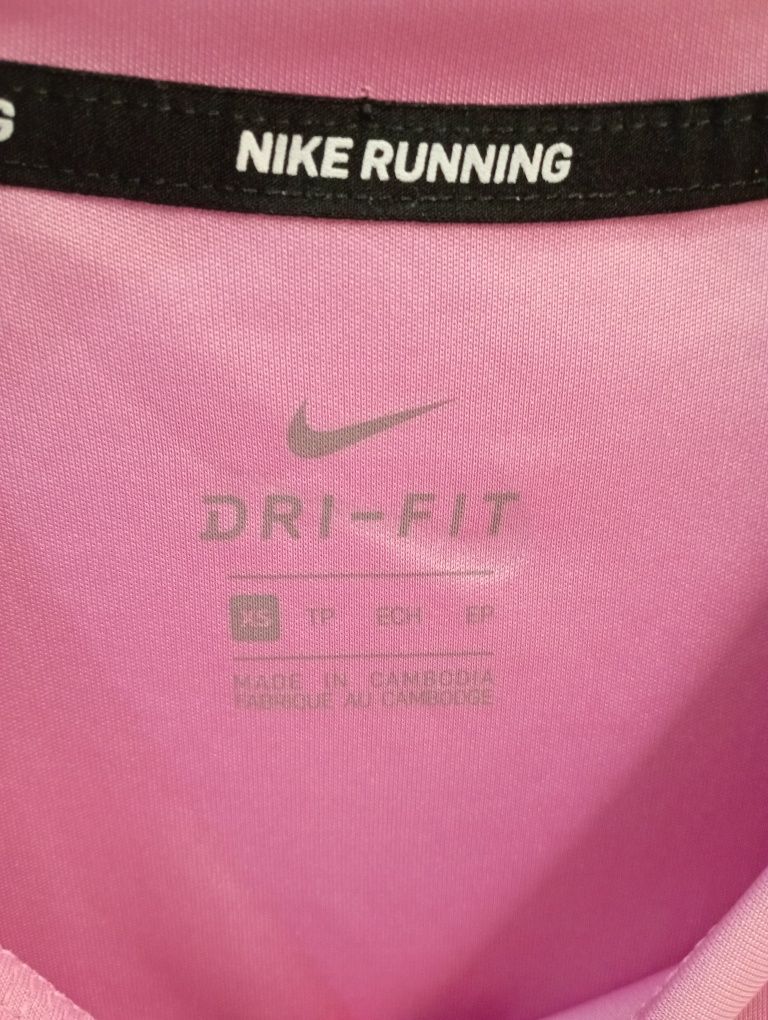 G NIKE RUNNING
DRI-FIT
XS TP ECH EP
MADE IN CAMBODIA
FABRIQUE AU CAMBODGE